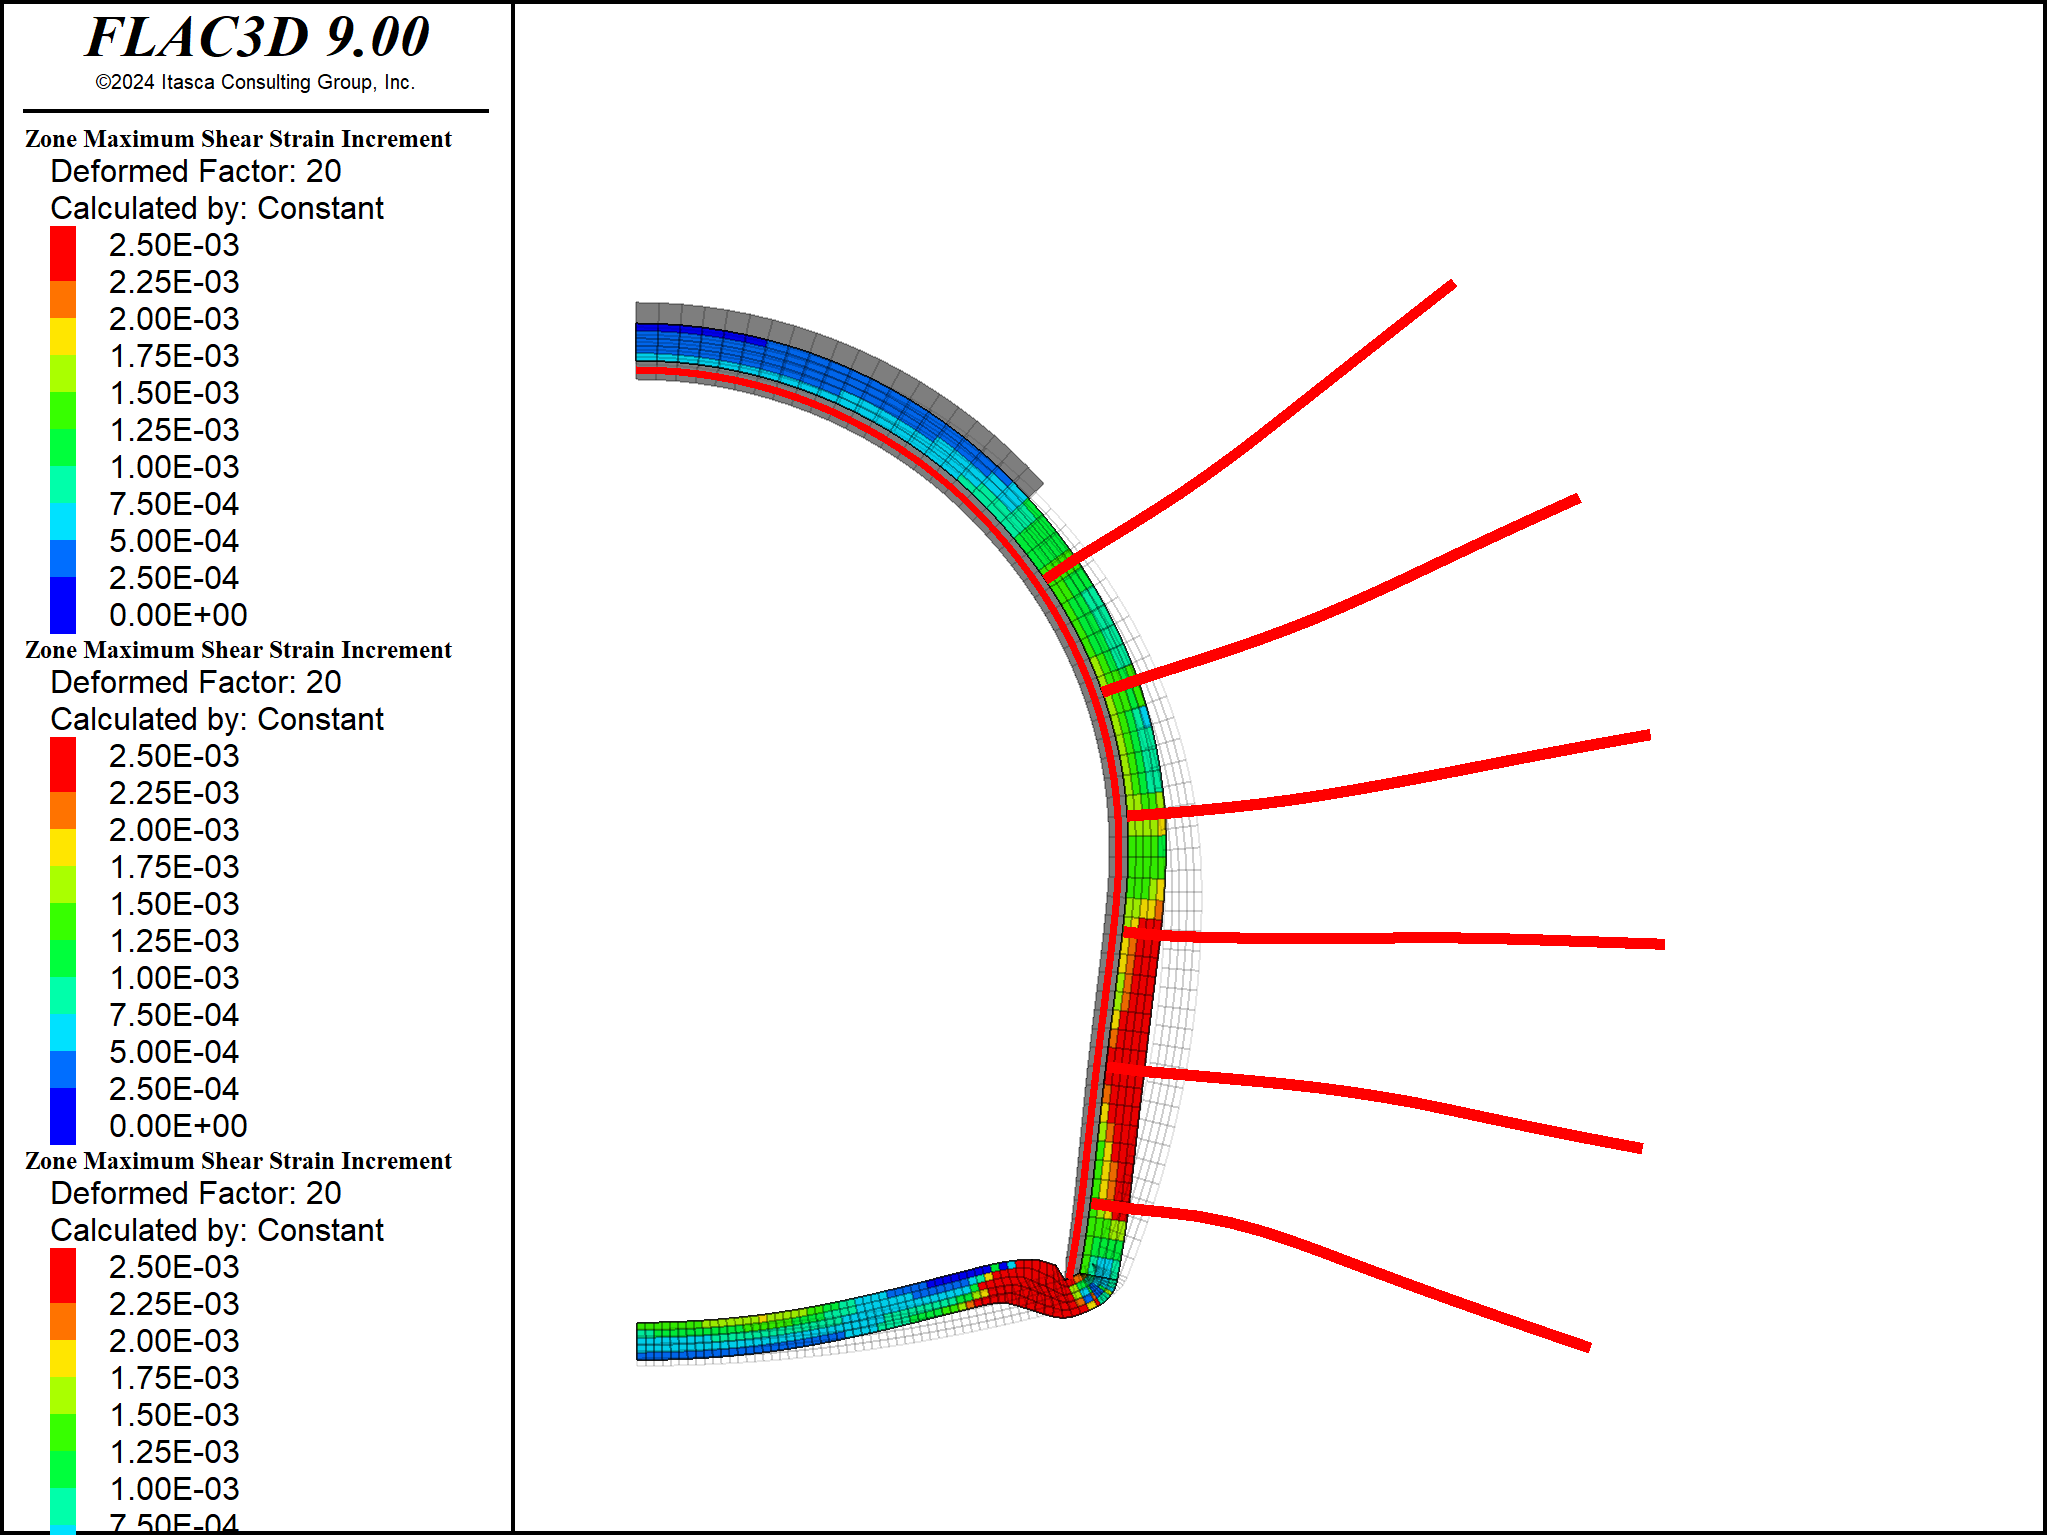 FLAC3D 9.00
©2024 Itasca Consulting Group, Inc.
Zone Maximum Shear Strain Increment
Deformed Factor: 20
Calculated by: Constant
2.50E-03
2.25E-03
2.00E-03
1.75E-03
1.50E-03
1.25E-03
1.00E-03
7.50E-04
5.00E-04
2.50E-04
0.00E+00
Zone Maximum Shear Strain Increment
Deformed Factor: 20
Calculated by: Constant
2.50E-03
2.25E-03
2.00E-03
1.75E-03
1.50E-03
1.25E-03
1.00E-03
7.50E-04
5.00E-04
2.50E-04
0.00E+00
Zone Maximum Shear Strain Increment
Deformed Factor: 20
Calculated by: Constant
2.50E-03
2.25E-03
2.00E-03
1.75E-03
1.50E-03
1.25E-03
1.00E-03
7.50E-04